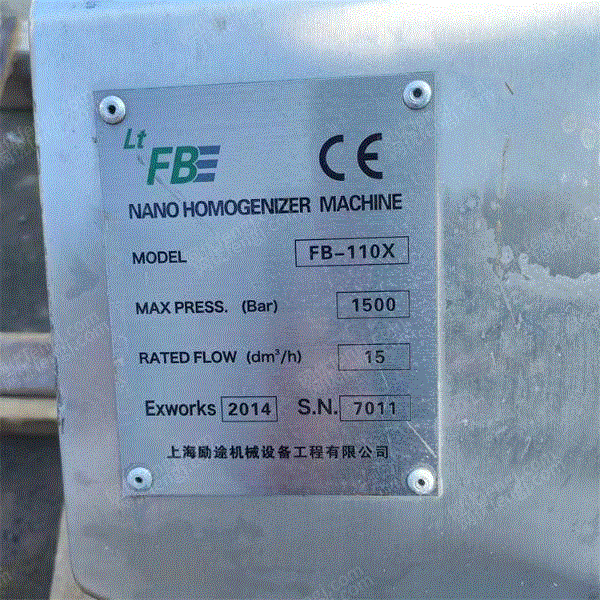 Lt
FBE
CE
NANO HOMOGENIZER MACHINE
MODEL FB-110X
MAX PRESS. (Bar) 1500
RATED FLOW (dm³/h) 15
Exworks 2014 S.N. 7011
上海励途机械设备工程有限公司